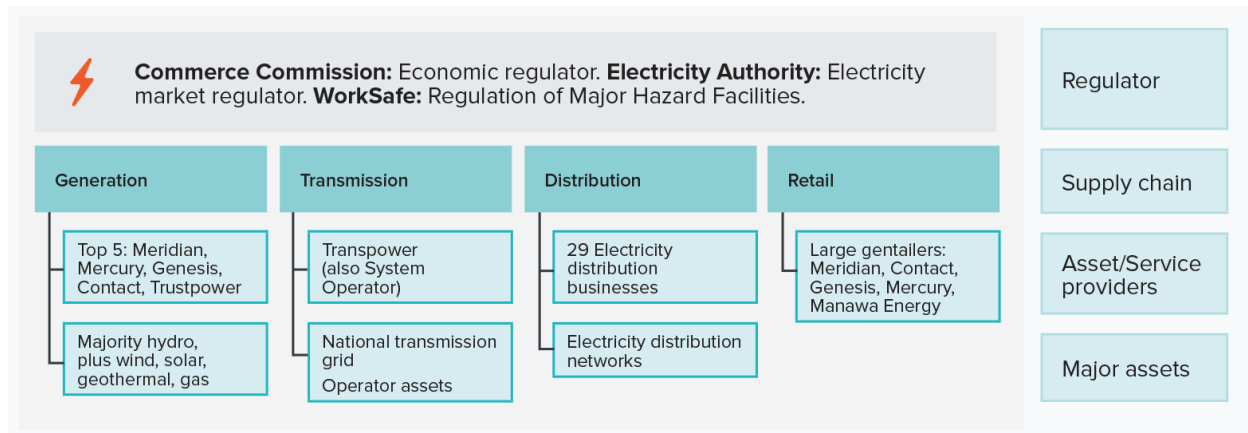 Commerce Commission: Economic regulator. Electricity Authority: Electricity
market regulator. WorkSafe: Regulation of Major Hazard Facilities.
Regulator
Generation
Transmission
Distribution
Retail
Supply chain
Top 5: Meridian,
Mercury, Genesis,
Contact, Trustpower
Transpower
(also System
Operator)
29 Electricity
distribution
businesses
Large gentailers:
Meridian, Contact,
Genesis, Mercury,
Manawa Energy
Asset/Service
providers
Majority hydro,
plus wind, solar,
geothermal, gas
National transmission
grid
Operator assets
Electricity distribution
networks
Major assets